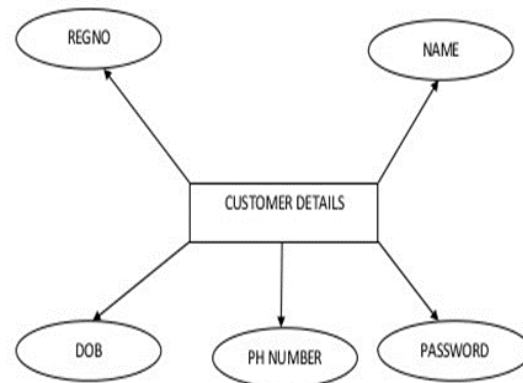 REGNO
NAME
CUSTOMER DETAILS
DOB
PH NUMBER
PASSWORD